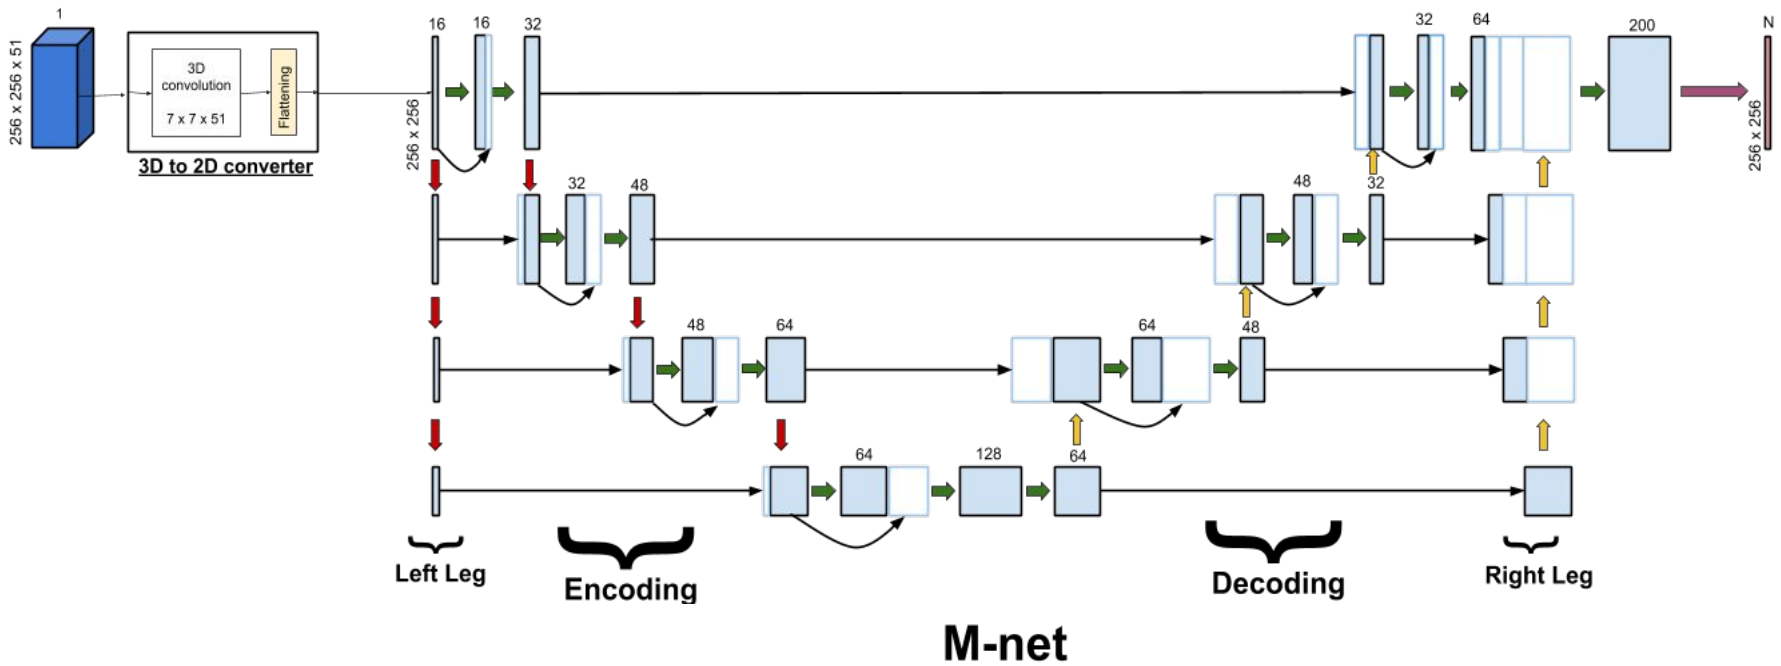 1
256 x 256 x 51
3D
convolution
7 x 7 x 51
Flattening
3D to 2D converter
16
16
32
256 x 256
32
64
200
N
256 x 256
32
48
48
32
48
64
64
48
64
128
64
Left Leg
Encoding
Decoding
Right Leg
M-net